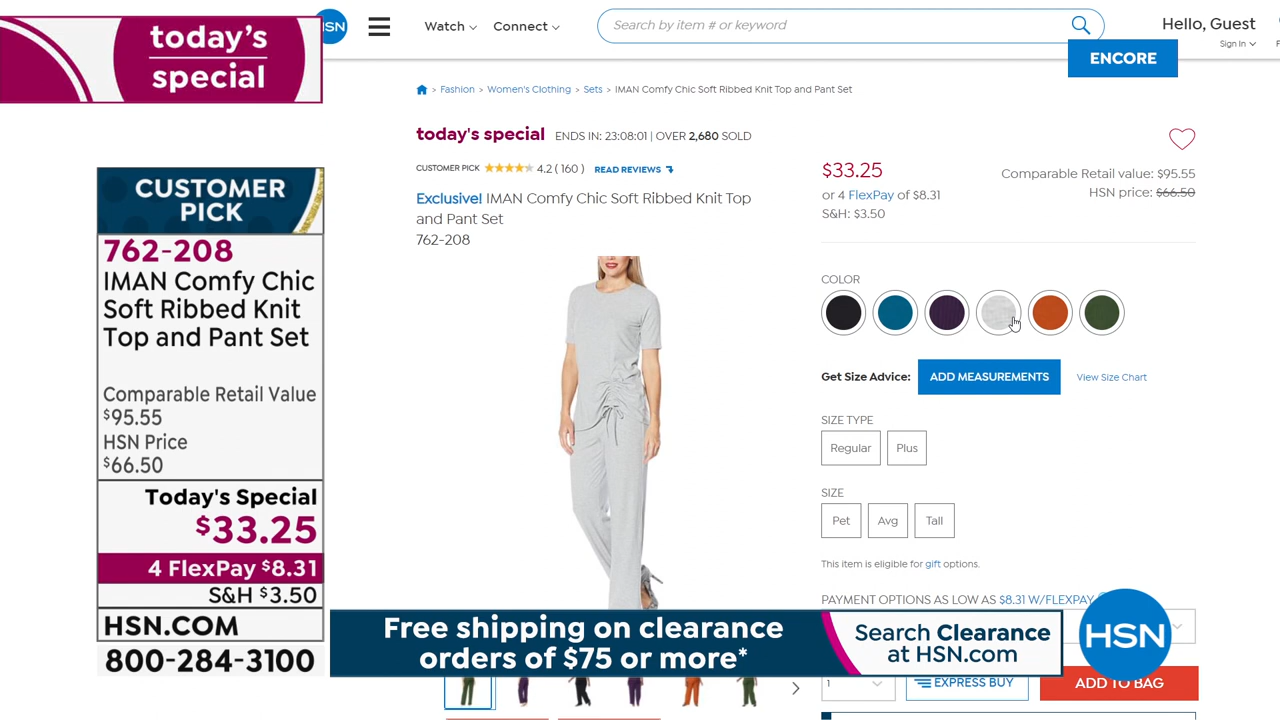 today's
special
HSN
Watch
Connect
Search by item # or keyword
Hello, Guest
Sign In
ENCORE
> Fashion > Women's Clothing > Sets > IMAN Comfy Chic Soft Ribbed Knit Top and Pant Set
today's special ENDS IN: 23:08:01 | OVER 2,680 SOLD
CUSTOMER PICK 4.2 ( 160 ) READ REVIEWS
Exclusive! IMAN Comfy Chic Soft Ribbed Knit Top
and Pant Set
762-208
$33.25
or 4 FlexPay of $8.31
S&H: $3.50
Comparable Retail value: $95.55
HSN price: $66.50
COLOR
Get Size Advice:
ADD MEASUREMENTS
View Size Chart
SIZE TYPE
Regular
Plus
SIZE
Pet
Avg
Tall
This item is eligible for gift options.
PAYMENT OPTIONS AS LOW AS $8.31 W/FLEXPAY
1
EXPRESS BUY
ADD TO BAG
CUSTOMER
PICK
762-208
IMAN Comfy Chic
Soft Ribbed Knit
Top and Pant Set
Comparable Retail Value
$95.55
HSN Price
$66.50
Today's Special
$33.25
4 FlexPay $8.31
S&H $3.50
HSN.COM
800-284-3100
Free shipping on clearance
orders of $75 or more*
Search Clearance
at HSN.com
HSN